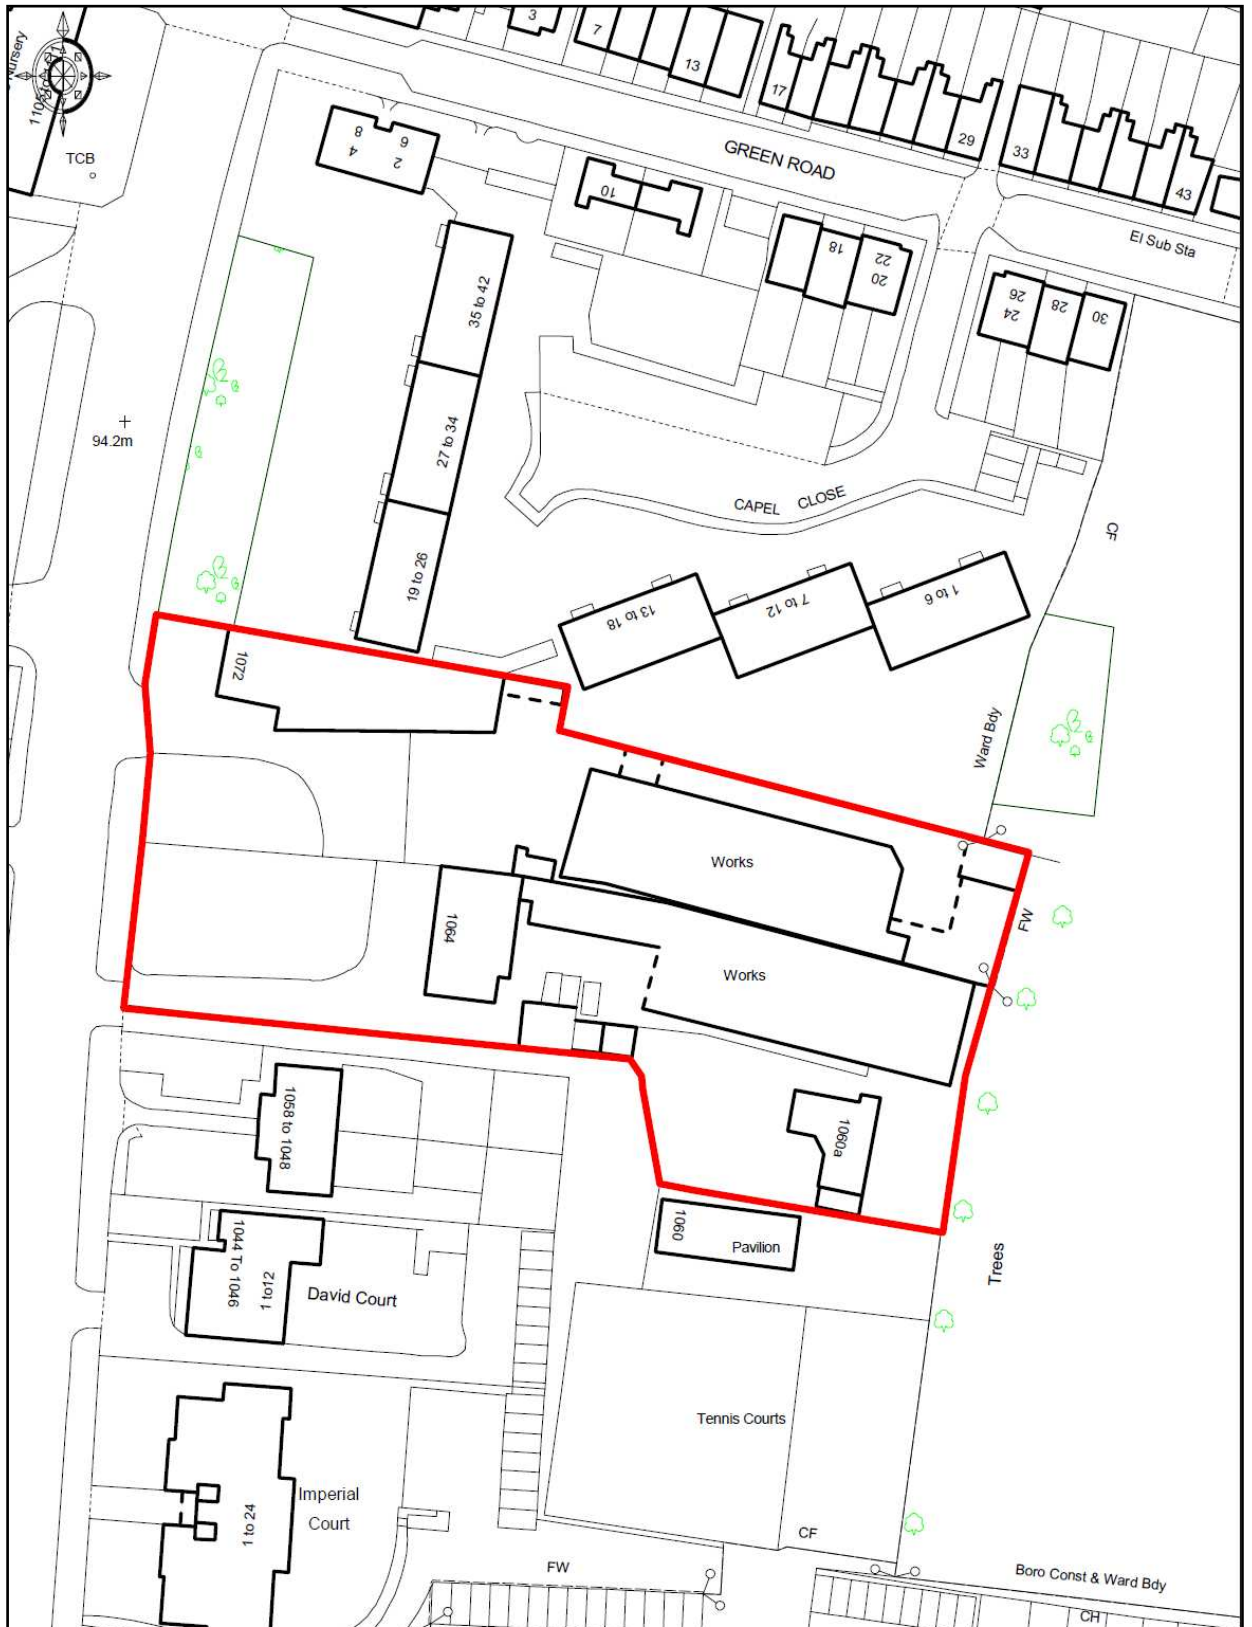 3
7
13
17
29
33
43
Nursery
TCB
GREEN ROAD
El Sub Sta
8
6
4
2
10
18
22
20
26
24
28
30
35 to 42
27 to 34
19 to 26
94.2m
CAPEL CLOSE
CF
13 to 18
7 to 12
1 to 6
1072
Ward Bdy
Works
1064
FW
Works
1058 to 1048
1060a
1060
Pavilion
1044 To 1046
1 to12
David Court
Trees
Tennis Courts
Imperial
Court
1 to 24
CF
FW
Boro Const & Ward Bdy
CH